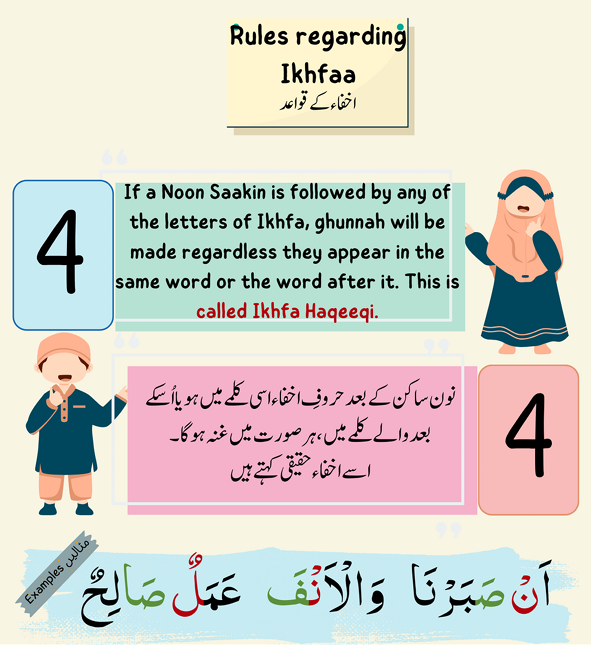 Rules regarding
Ikhfaa
اخفاء کے قواعد
4
If a Noon Saakin is followed by any of
the letters of Ikhfa, ghunnah will be
made regardless they appear in the
same word or the word after it. This is
called Ikhfa Haqeeqi.
نون ساکن کے بعد حروفِ اخفاء اسی کلمے میں ہو یا اُسکے
بعد والے کلمے میں، ہر صورت میں غنہ ہوگا۔
اسے اخفاء حقیقی کہتے ہیں
4
مثالیں Examples
اَنْ صَبَرْنَا وَالْاَنْفَ عَمَلٌ صَالِحٌ